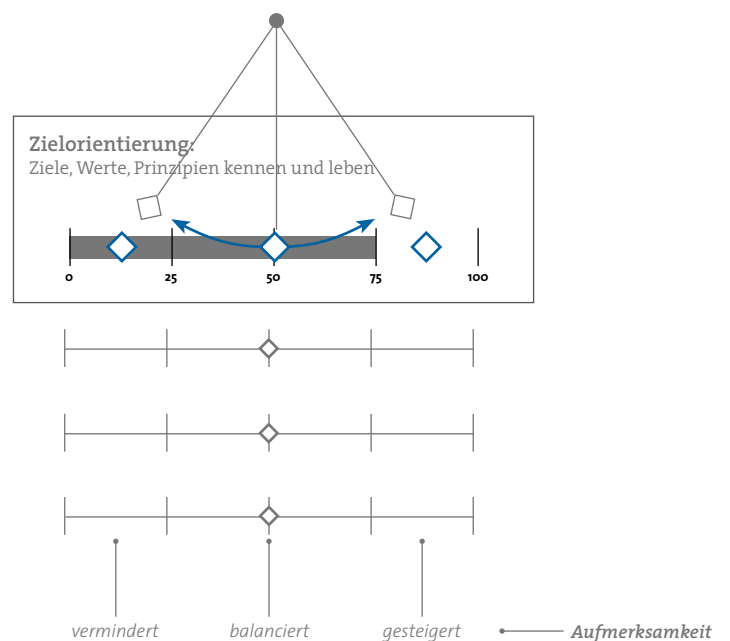 Zielorientierung:
Ziele, Werte, Prinzipien kennen und leben
0 25 50 75 100
vermindert balanciert gesteigert Aufmerksamkeit